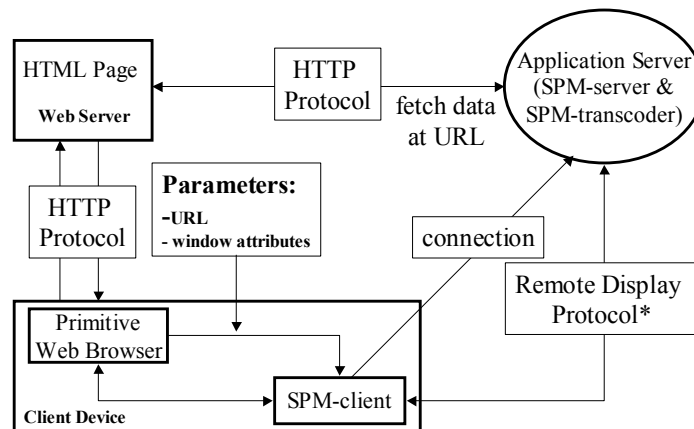 HTML Page
Web Server
HTTP
Protocol
fetch data
at URL
Application Server
(SPM-server &
SPM-transcoder)
HTTP
Protocol
Parameters:
-URL
- window attributes
connection
Remote Display
Protocol*
Primitive
Web Browser
SPM-client
Client Device